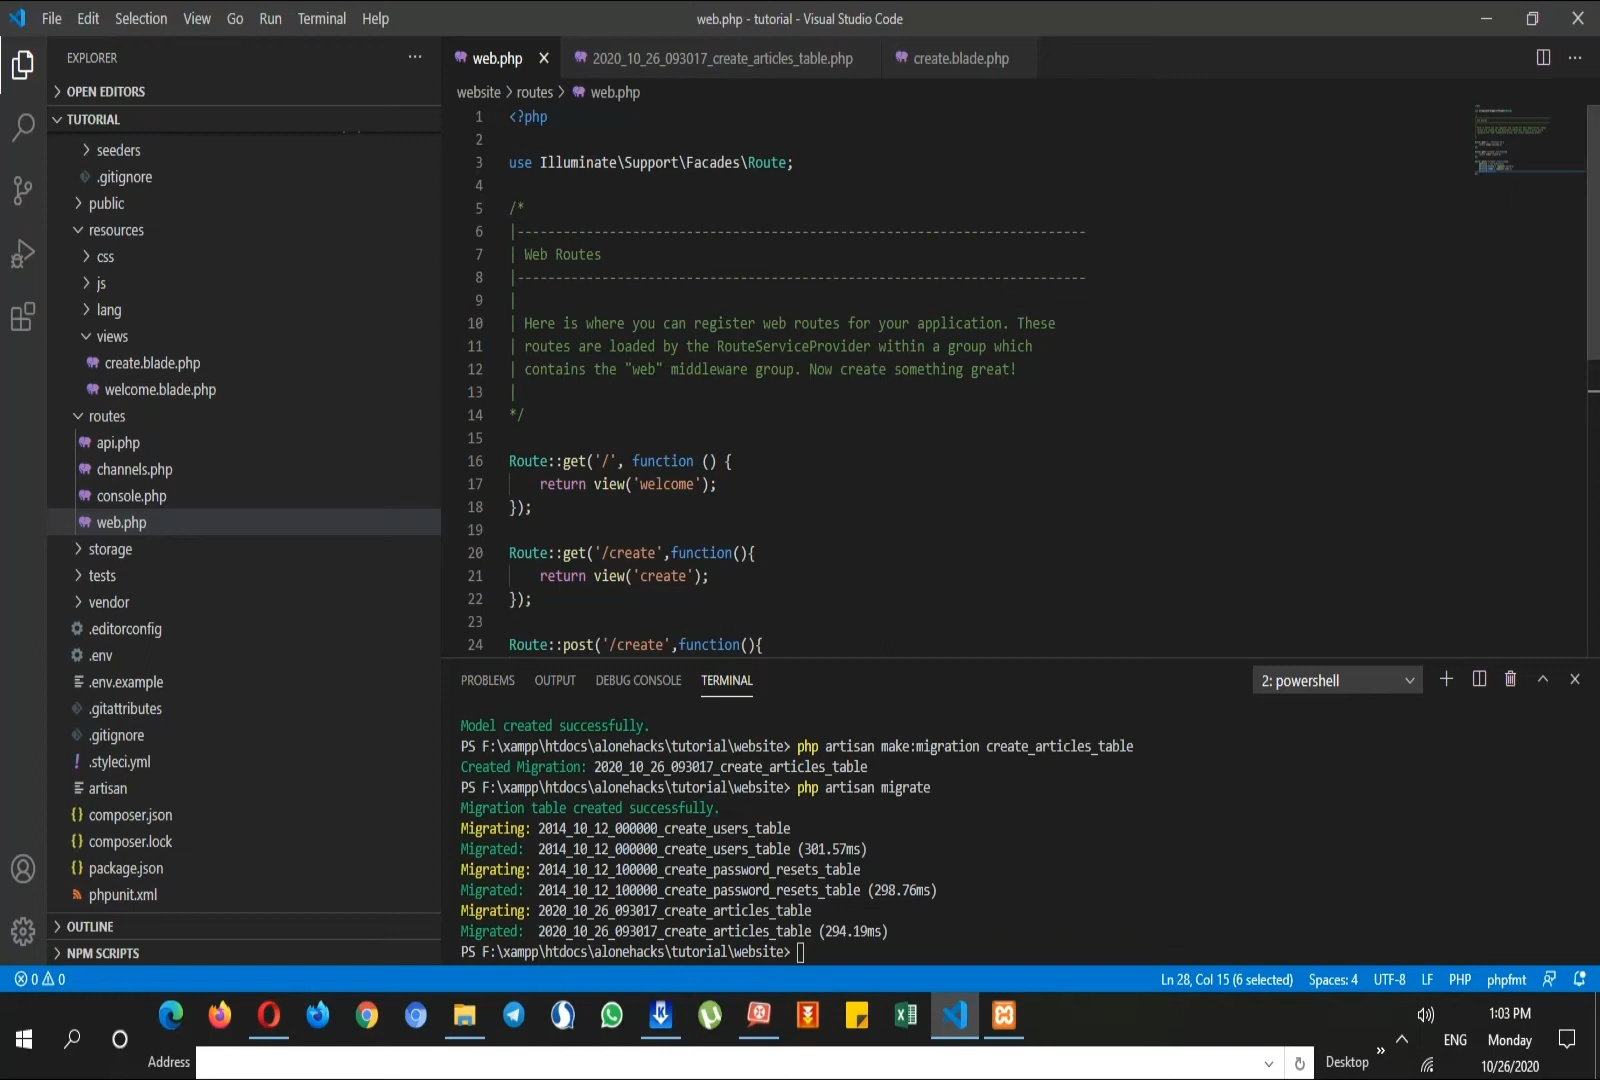 File Edit Selection View Go Run Terminal Help
web.php - tutorial - Visual Studio Code
EXPLORER
OPEN EDITORS
TUTORIAL
seeders
.gitignore
public
resources
css
js
lang
views
create.blade.php
welcome.blade.php
routes
api.php
channels.php
console.php
web.php
storage
tests
vendor
.editorconfig
.env
.env.example
.gitattributes
.gitignore
.styleci.yml
artisan
composer.json
composer.lock
package.json
phpunit.xml
OUTLINE
NPM SCRIPTS
web.php 2020_10_26_093017_create_articles_table.php create.blade.php
website > routes > web.php
1 <?php
2
3 use Illuminate\Support\Facades\Route;
4
5 /*
6 |--------------------------------------------------------------------------
7 | Web Routes
8 |--------------------------------------------------------------------------
9 |
10 | Here is where you can register web routes for your application. These
11 | routes are loaded by the RouteServiceProvider within a group which
12 | contains the "web" middleware group. Now create something great!
13 |
14 */
15
16 Route::get('/', function () {
17 return view('welcome');
18 });
19
20 Route::get('/create',function(){
21 return view('create');
22 });
23
24 Route::post('/create',function(){
PROBLEMS OUTPUT DEBUG CONSOLE TERMINAL
2: powershell
Model created successfully.
PS F:\xampp\htdocs\alonehacks\tutorial\website> php artisan make:migration create_articles_table
Created Migration: 2020_10_26_093017_create_articles_table
PS F:\xampp\htdocs\alonehacks\tutorial\website> php artisan migrate
Migration table created successfully.
Migrating: 2014_10_12_000000_create_users_table
Migrated: 2014_10_12_000000_create_users_table (301.57ms)
Migrating: 2014_10_12_100000_create_password_resets_table
Migrated: 2014_10_12_100000_create_password_resets_table (298.76ms)
Migrating: 2020_10_26_093017_create_articles_table
Migrated: 2020_10_26_093017_create_articles_table (294.19ms)
PS F:\xampp\htdocs\alonehacks\tutorial\website>
0 0
Ln 28, Col 15 (6 selected) Spaces: 4 UTF-8 LF PHP phpfmt
Address
Desktop
ENG
1:03 PM
Monday
10/26/2020